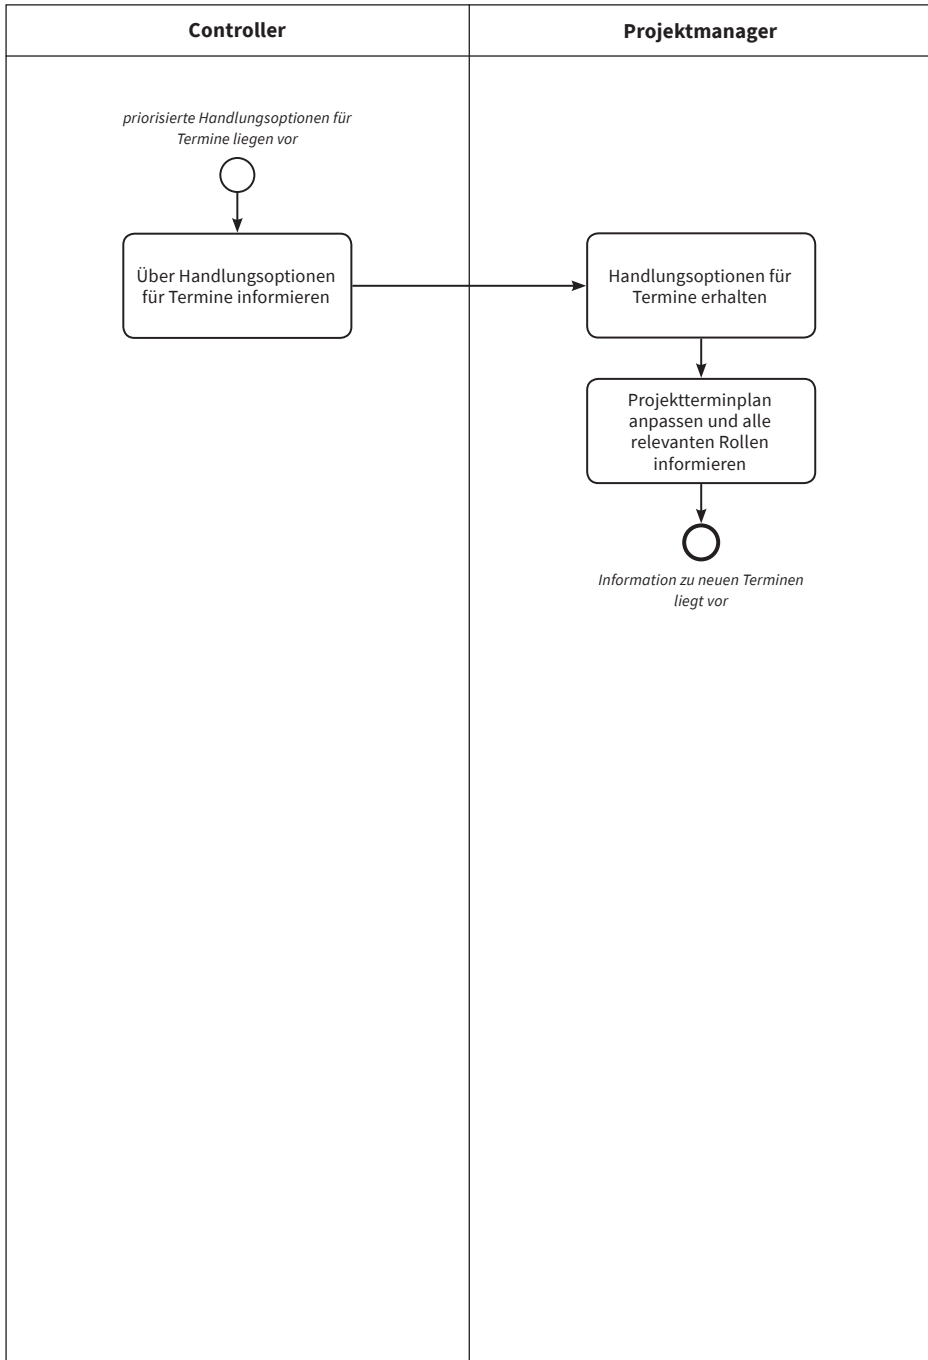 Controller
Projektmanager
priorisierte Handlungsoptionen für
Termine liegen vor
Über Handlungsoptionen
für Termine informieren
Handlungsoptionen für
Termine erhalten
Projektterminplan
anpassen und alle
relevanten Rollen
informieren
Information zu neuen Terminen
liegt vor